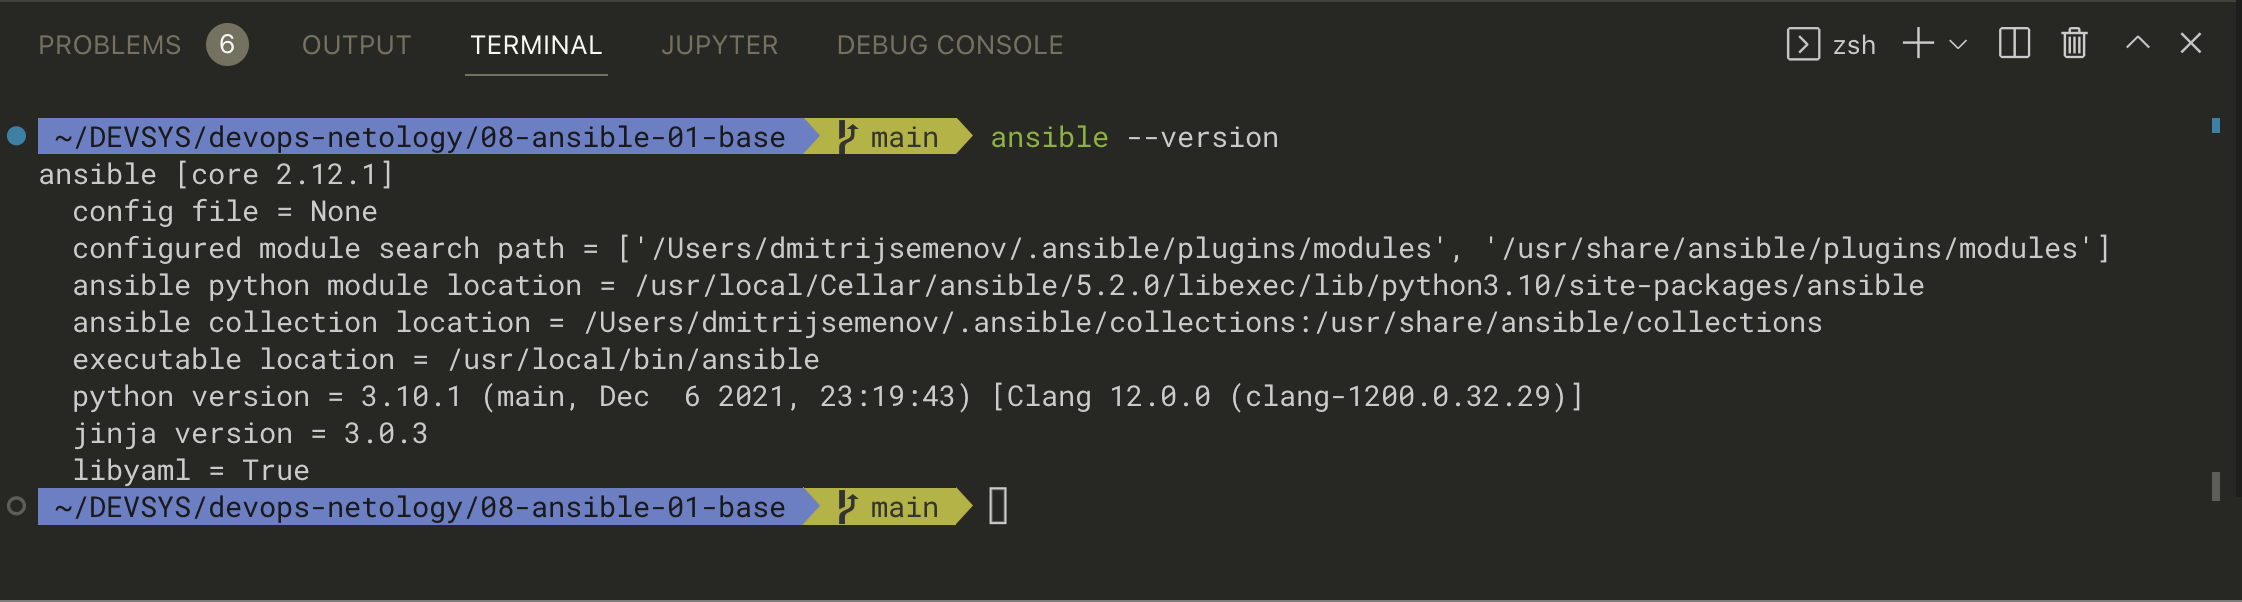 PROBLEMS 6 OUTPUT TERMINAL JUPYTER DEBUG CONSOLE zsh
~/DEVSYS/devops-netology/08-ansible-01-base main ansible --version
ansible [core 2.12.1]
  config file = None
  configured module search path = ['/Users/dmitrijsemenov/.ansible/plugins/modules', '/usr/share/ansible/plugins/modules']
  ansible python module location = /usr/local/Cellar/ansible/5.2.0/libexec/lib/python3.10/site-packages/ansible
  ansible collection location = /Users/dmitrijsemenov/.ansible/collections:/usr/share/ansible/collections
  executable location = /usr/local/bin/ansible
  python version = 3.10.1 (main, Dec  6 2021, 23:19:43) [Clang 12.0.0 (clang-1200.0.32.29)]
  jinja version = 3.0.3
  libyaml = True
~/DEVSYS/devops-netology/08-ansible-01-base main